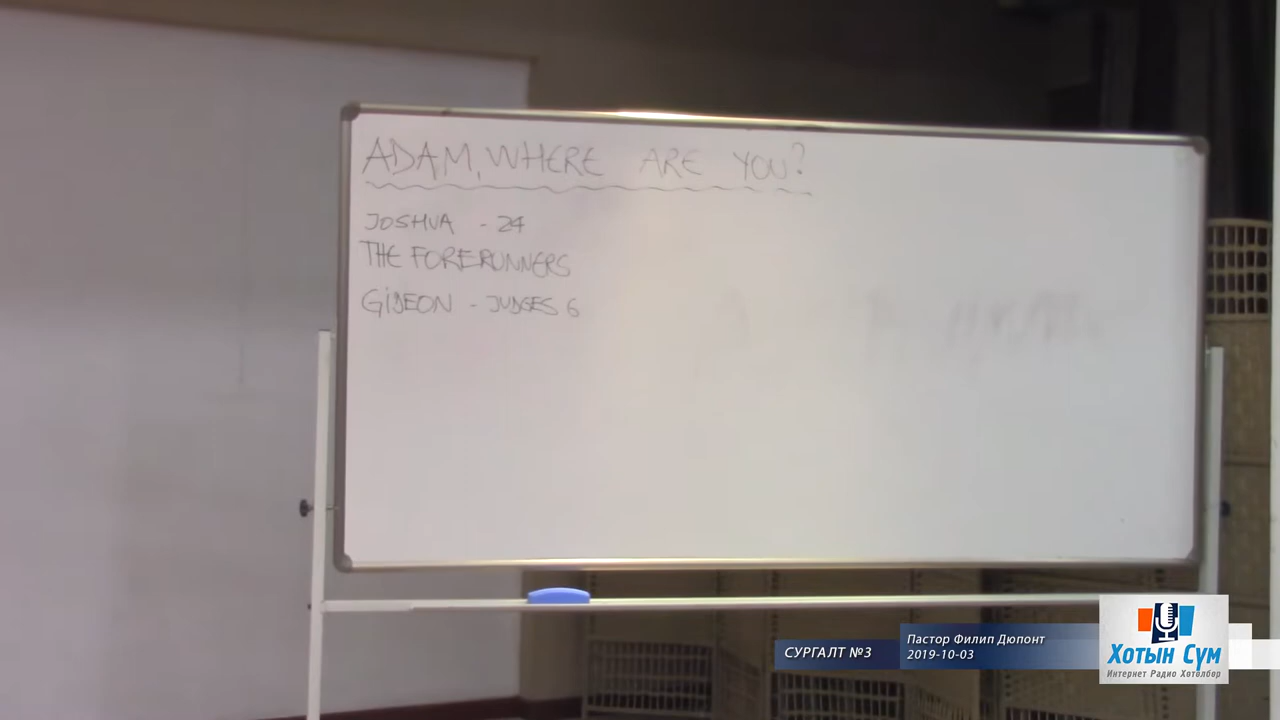 ADAM, WHERE ARE YOU?
JOSHUA - 24
THE FORERUNNERS
GIDEON - JUDGES 6
СУРГАЛТ №3
Пастор Филип Дюпонт
2019-10-03
Хотын Сүм
Интернет Радио Хөтөлбөр